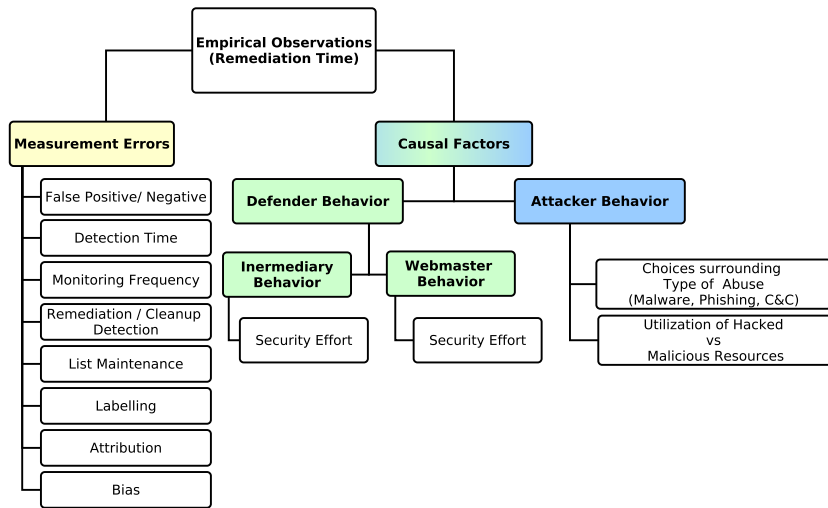 Empirical Observations
(Remediation Time)
Measurement Errors
False Positive/ Negative
Detection Time
Monitoring Frequency
Remediation / Cleanup
Detection
List Maintenance
Labelling
Attribution
Bias
Causal Factors
Defender Behavior
Inermediary
Behavior
Security Effort
Webmaster
Behavior
Security Effort
Attacker Behavior
Choices surrounding
Type of Abuse
(Malware, Phishing, C&C)
Utilization of Hacked
vs
Malicious Resources